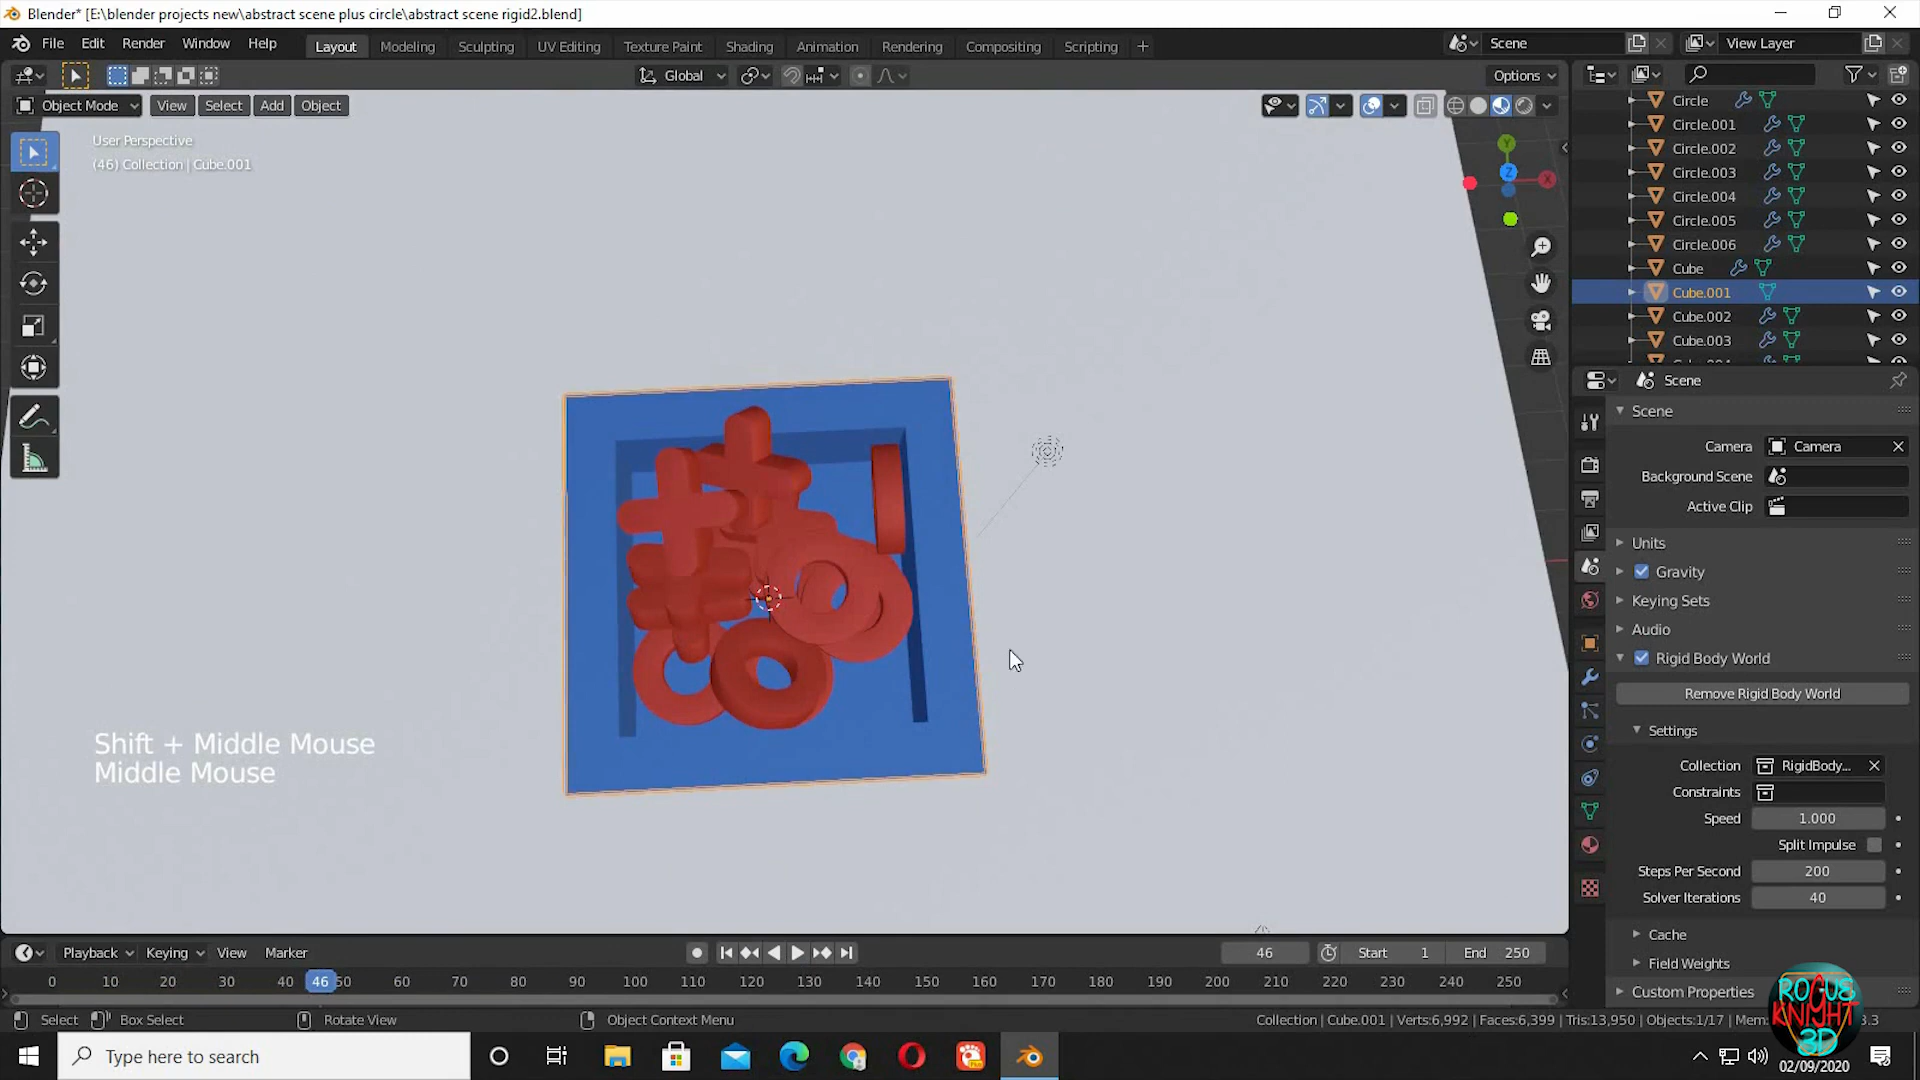 Blender* [E:\blender projects new\abstract scene plus circle\abstract scene rigid2.blend]
File Edit Render Window Help Layout Modeling Sculpting UV Editing Texture Paint Shading Animation Rendering Compositing Scripting + Scene View Layer
Global Options
Object Mode View Select Add Object
User Perspective
(46) Collection | Cube.001
Y
Z
X
Circle
Circle.001
Circle.002
Circle.003
Circle.004
Circle.005
Circle.006
Cube
Cube.001
Cube.002
Cube.003
Scene
Scene
Camera Camera
Background Scene
Active Clip
Units
Gravity
Keying Sets
Audio
Rigid Body World
Remove Rigid Body World
Settings
Collection RigidBody...
Constraints
Speed 1.000
Split Impulse
Steps Per Second 200
Solver Iterations 40
Cache
Field Weights
Custom Properties
Shift + Middle Mouse
Middle Mouse
Playback Keying View Marker 46 Start 1 End 250
0 10 20 30 40 46 50 60 70 80 90 100 110 120 130 140 150 160 170 180 190 200 210 220 230 240 250
Select Box Select Rotate View Object Context Menu Collection | Cube.001 | Verts:6,992 | Faces:6,399 | Tris:13,950 | Objects:1/17 | Mem:
ROGUE
KNIGHT
3D
Type here to search
02/09/2020